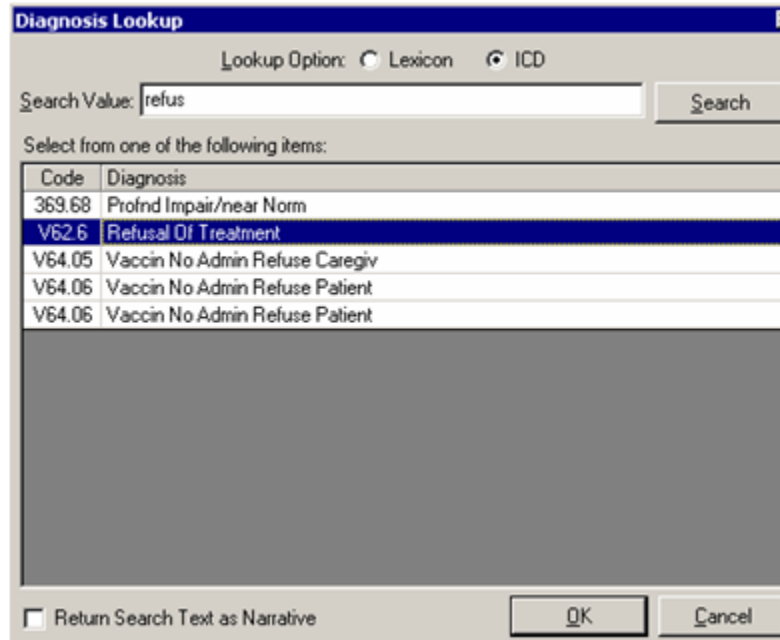 Diagnosis Lookup
Lookup Option: Lexicon ICD
Search Value: refus Search
Select from one of the following items:
Code Diagnosis
369.68 Profnd Impair/near Norm
V62.6 Refusal Of Treatment
V64.05 Vaccin No Admin Refuse Caregiv
V64.06 Vaccin No Admin Refuse Patient
V64.06 Vaccin No Admin Refuse Patient
Return Search Text as Narrative OK Cancel